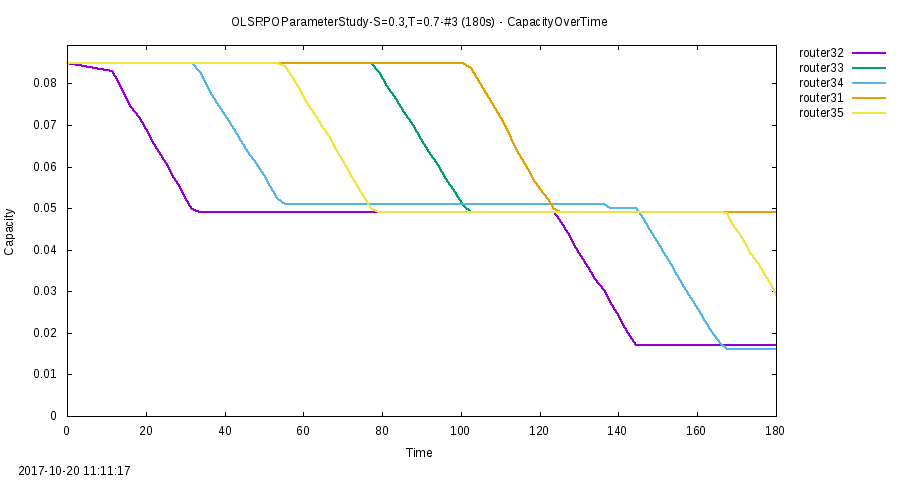 OLSRPOParameterStudy-S=0.3,T=0.7-#3 (180s) - CapacityOverTime
router32
router33
router34
router31
router35
0.08
0.07
0.06
0.05
0.04
0.03
0.02
0.01
0
Capacity
0 20 40 60 80 100 120 140 160 180
Time
2017-10-20 11:11:17